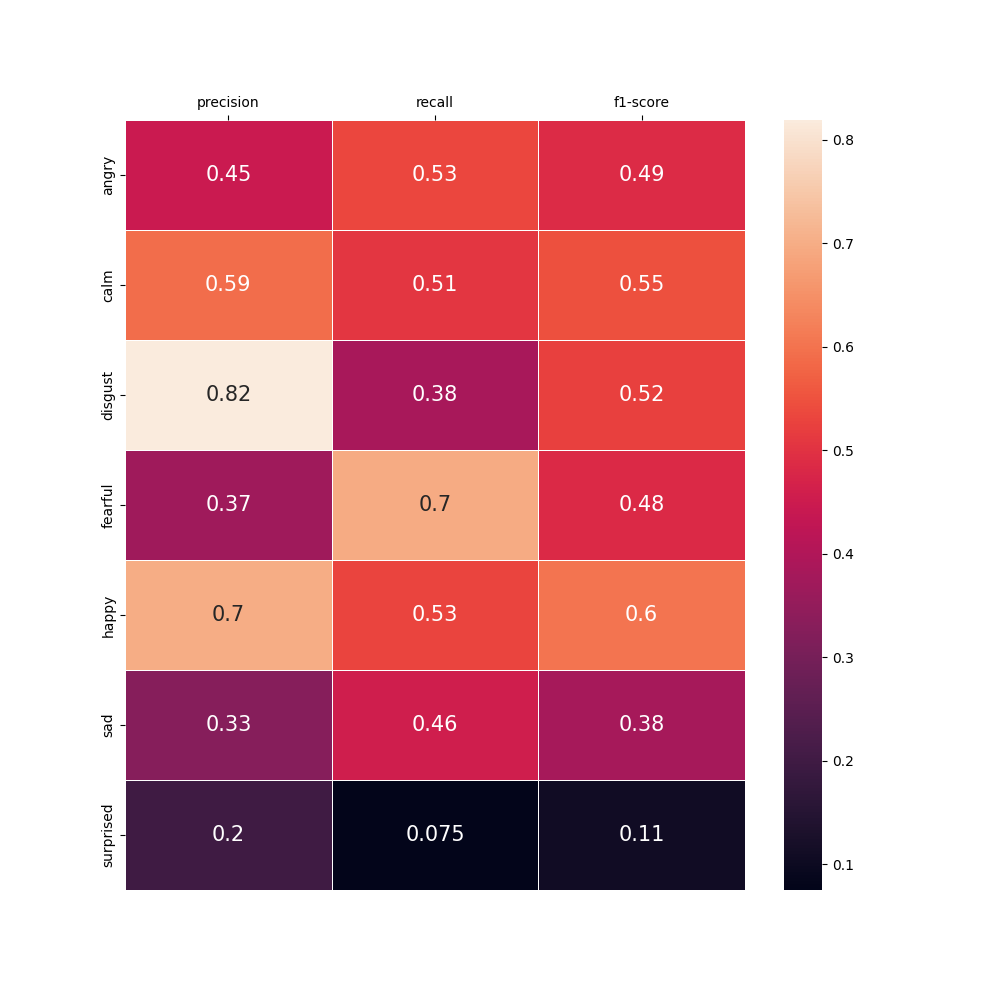 precision recall f1-score
angry 0.45 0.53 0.49
calm 0.59 0.51 0.55
disgust 0.82 0.38 0.52
fearful 0.37 0.7 0.48
happy 0.7 0.53 0.6
sad 0.33 0.46 0.38
surprised 0.2 0.075 0.11
0.8
0.7
0.6
0.5
0.4
0.3
0.2
0.1